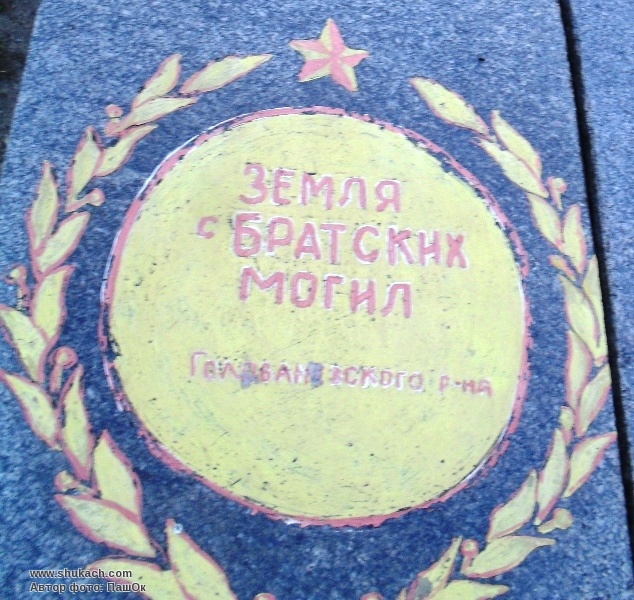 ЗЕМЛЯ
с БРАТСКИХ
МОГИЛ
р-на
www.shukach.com
Автор фото: ПашОк